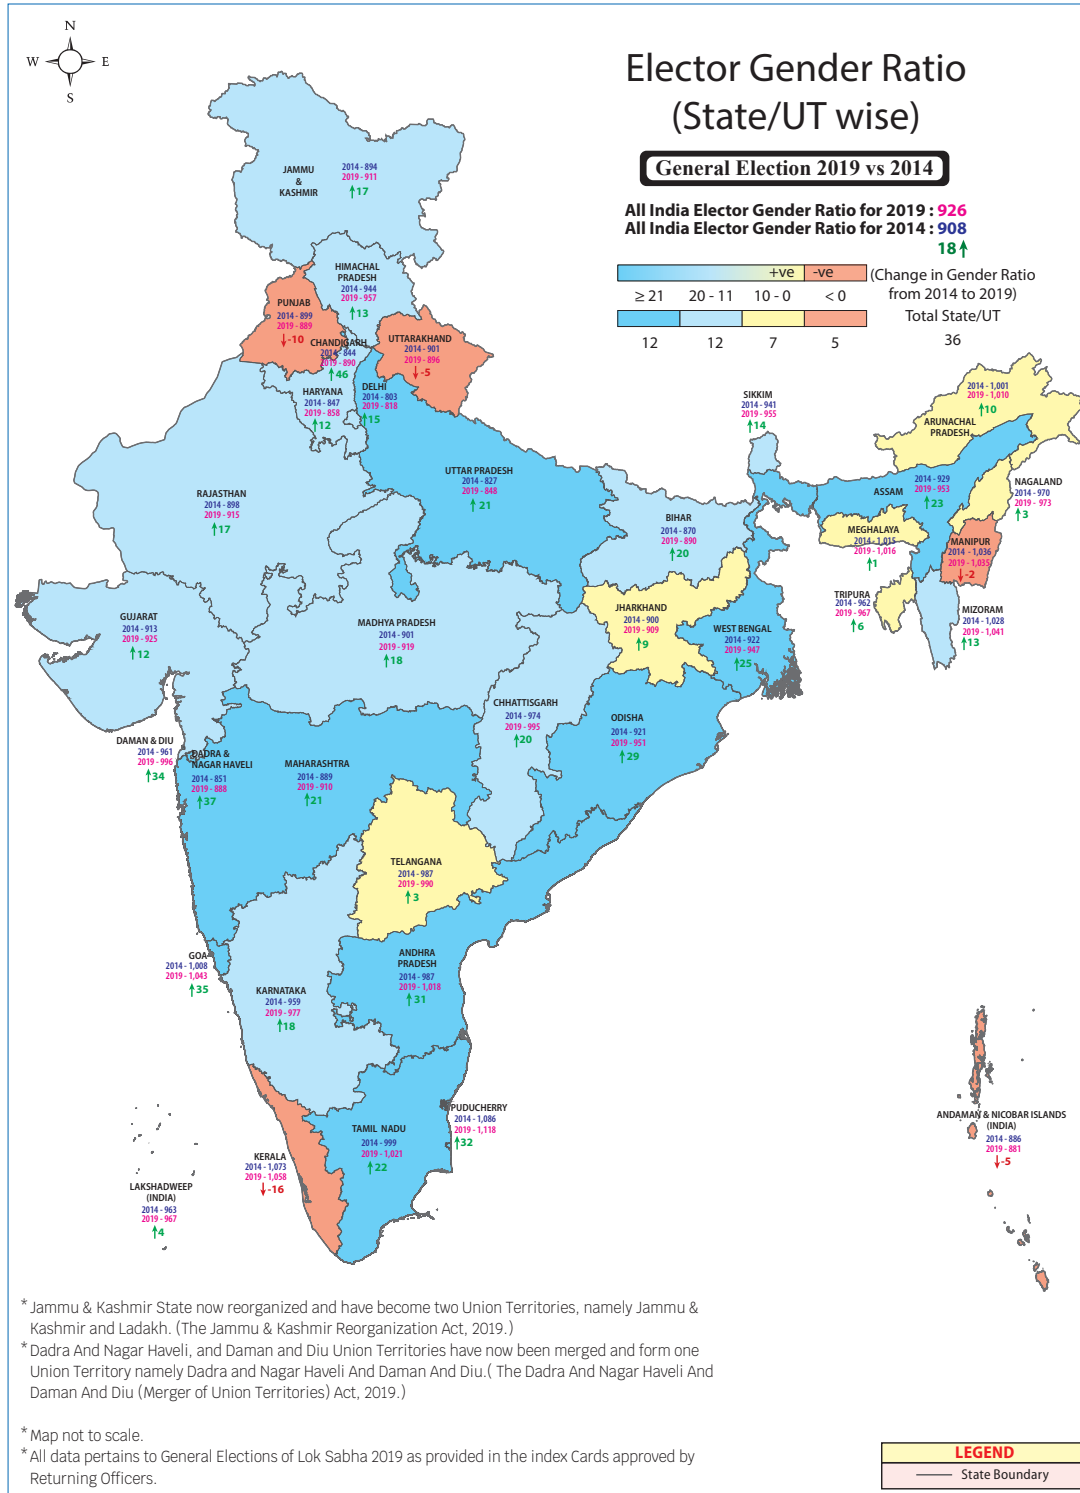 N
W E
S
Elector Gender Ratio
(State/UT wise)
General Election 2019 vs 2014
All India Elector Gender Ratio for 2019 : 926
All India Elector Gender Ratio for 2014 : 908
18↑
+ve -ve (Change in Gender Ratio
≥ 21 20 - 11 10 - 0 < 0 from 2014 to 2019)
Total State/UT
12 12 7 5 36
JAMMU
&
KASHMIR
2014 - 894
2019 - 911
↑17
HIMACHAL
PRADESH
2014 - 944
2019 - 957
↑13
PUNJAB
2014 - 899
2019 - 889
↓-10
CHANDIGARH
2014 - 844
2019 - 890
↑46
UTTARAKHAND
2014 - 901
2019 - 896
↓-5
HARYANA
2014 - 847
2019 - 858
↑12
DELHI
2014 - 803
2019 - 818
↑15
SIKKIM
2014 - 941
2019 - 955
↑14
2014 - 1,001
2019 - 1,010
↑10
ARUNACHAL
PRADESH
UTTAR PRADESH
2014 - 827
2019 - 848
↑21
RAJASTHAN
2014 - 898
2019 - 915
↑17
BIHAR
2014 - 870
2019 - 890
↑20
ASSAM
2014 - 929
2019 - 953
↑23
NAGALAND
2014 - 970
2019 - 973
↑3
MEGHALAYA
2014 - 1,015
2019 - 1,016
↑1
MANIPUR
2014 - 1,036
2019 - 1,035
↓-2
TRIPURA
2014 - 962
2019 - 967
↑6
MIZORAM
2014 - 1,028
2019 - 1,041
↑13
GUJARAT
2014 - 913
2019 - 925
↑12
MADHYA PRADESH
2014 - 901
2019 - 919
↑18
JHARKHAND
2014 - 900
2019 - 909
↑9
WEST BENGAL
2014 - 922
2019 - 947
↑25
CHHATTISGARH
2014 - 974
2019 - 995
↑20
ODISHA
2014 - 921
2019 - 951
↑29
DAMAN & DIU
2014 - 961
2019 - 996
↑34
DADRA &
NAGAR HAVELI
2014 - 851
2019 - 888
↑37
MAHARASHTRA
2014 - 889
2019 - 910
↑21
TELANGANA
2014 - 987
2019 - 990
↑3
GOA
2014 - 1,008
2019 - 1,043
↑35
ANDHRA
PRADESH
2014 - 987
2019 - 1,018
↑31
KARNATAKA
2014 - 959
2019 - 977
↑18
PUDUCHERRY
2014 - 1,086
2019 - 1,118
↑32
TAMIL NADU
2014 - 999
2019 - 1,021
↑22
KERALA
2014 - 1,073
2019 - 1,058
↓-16
LAKSHADWEEP
(INDIA)
2014 - 963
2019 - 967
↑4
ANDAMAN & NICOBAR ISLANDS
(INDIA)
2014 - 886
2019 - 881
↓-5
* Jammu & Kashmir State now reorganized and have become two Union Territories, namely Jammu &
Kashmir and Ladakh. (The Jammu & Kashmir Reorganization Act, 2019.)
* Dadra And Nagar Haveli, and Daman and Diu Union Territories have now been merged and form one
Union Territory namely Dadra and Nagar Haveli And Daman And Diu.( The Dadra And Nagar Haveli And
Daman And Diu (Merger of Union Territories) Act, 2019.)
* Map not to scale.
* All data pertains to General Elections of Lok Sabha 2019 as provided in the index Cards approved by
Returning Officers.
LEGEND
State Boundary